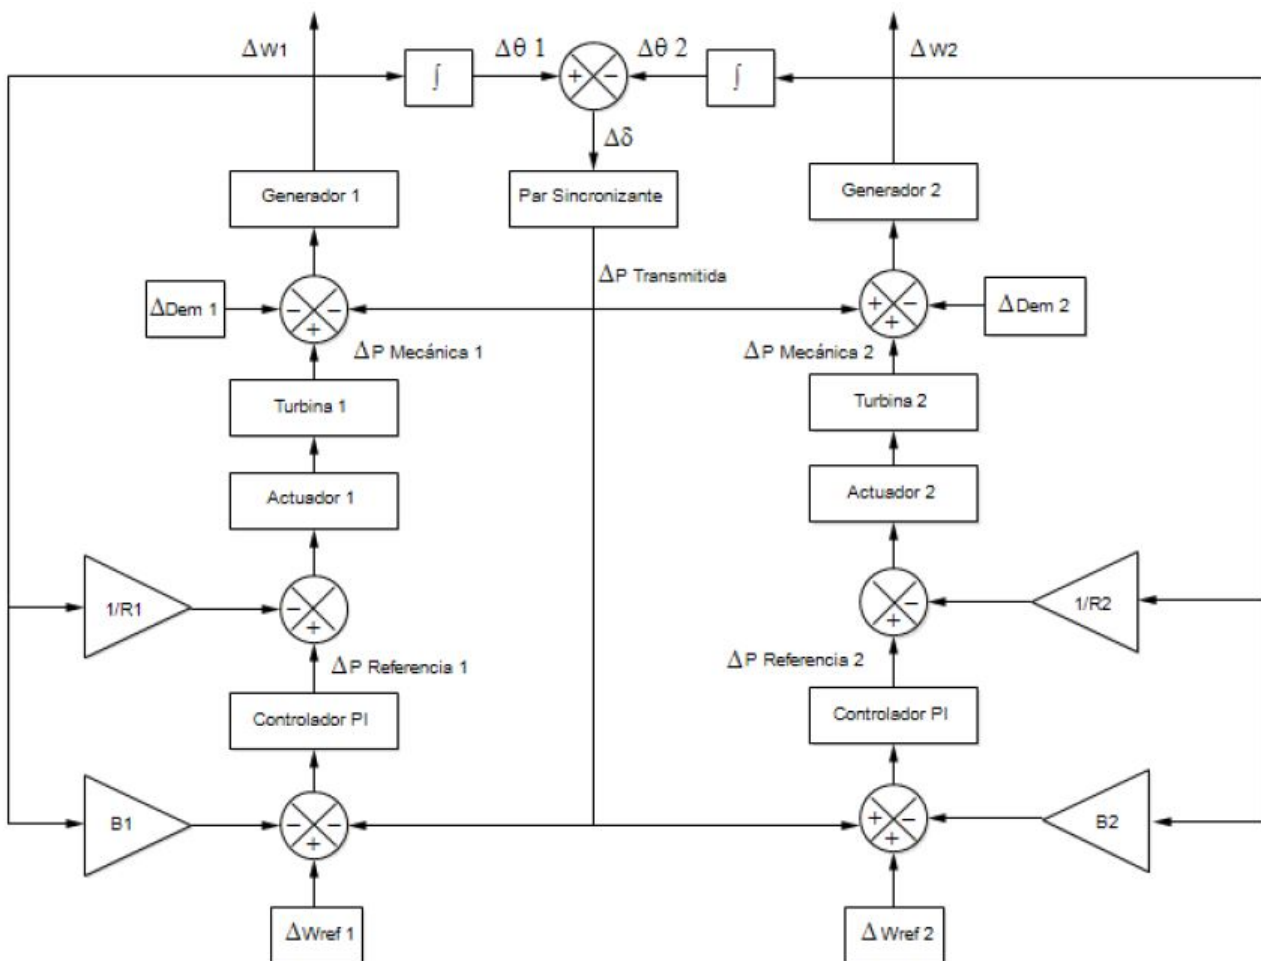 ΔW1
∫
Δθ 1
+
−
Δθ 2
∫
ΔW2
Δδ
Generador 1
Par Sincronizante
Generador 2
ΔP Transmitida
ΔDem 1
−
−
+
+
−
+
ΔDem 2
ΔP Mecánica 1
ΔP Mecánica 2
Turbina 1
Turbina 2
Actuador 1
Actuador 2
1/R1
−
+
−
+
1/R2
ΔP Referencia 1
ΔP Referencia 2
Controlador PI
Controlador PI
B1
−
−
+
+
−
+
B2
ΔWref 1
ΔWref 2